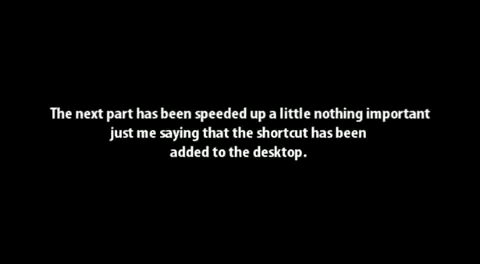 The next part has been speeded up a little nothing important
just me saying that the shortcut has been
added to the desktop.